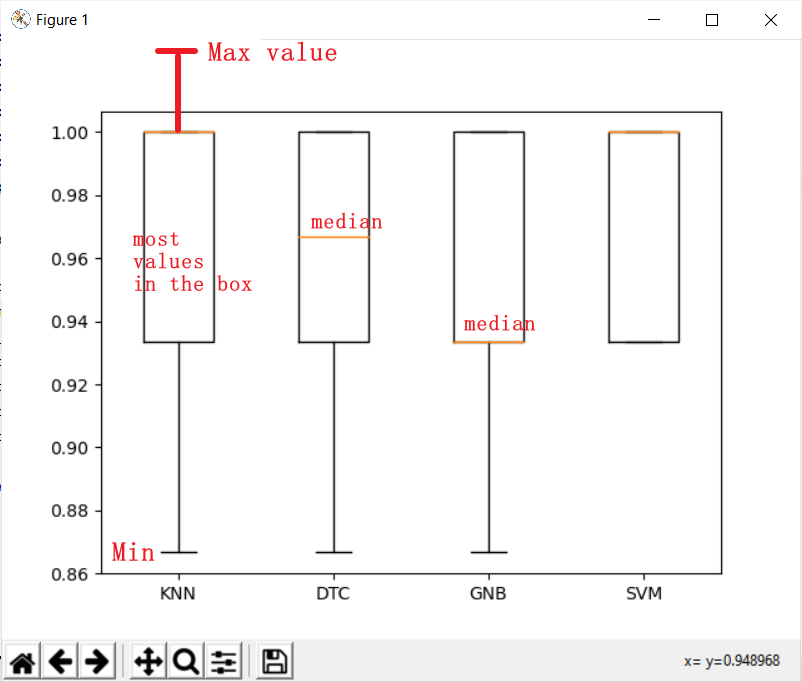 Figure 1
Max value
1.00
0.98
median
most
values
in the box
0.96
0.94
median
0.92
0.90
0.88
Min
0.86
KNN DTC GNB SVM
x= y=0.948968